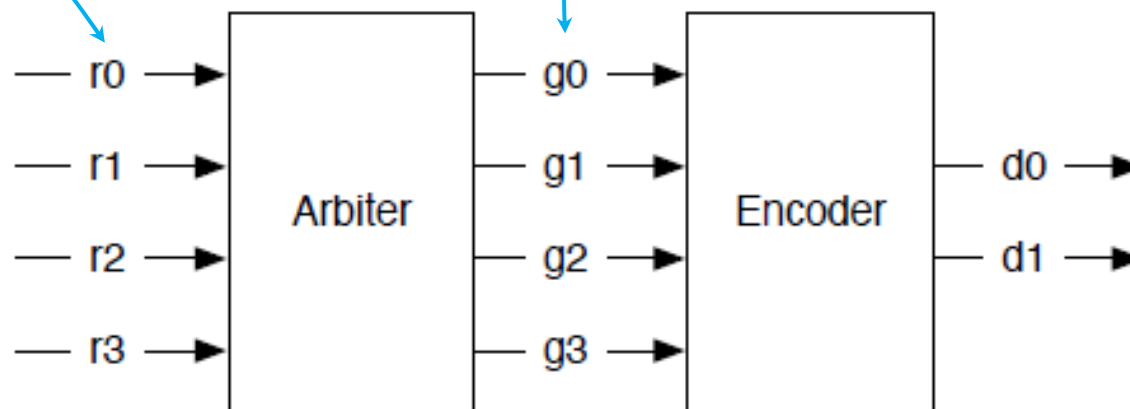 r0 g0
r1 g1 d0
Arbiter Encoder
r2 g2 d1
r3 g3